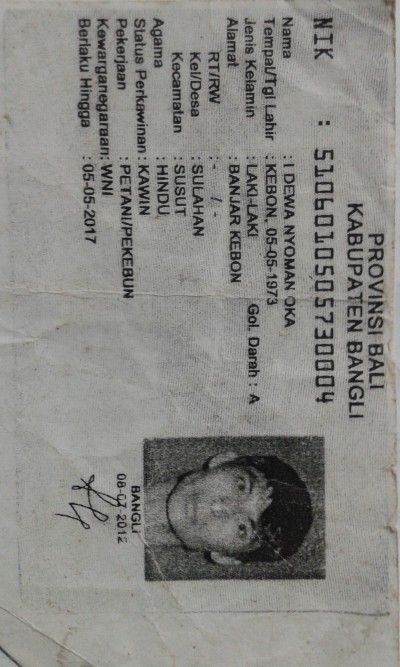 PROVINSI BALI
KABUPATEN BANGLI
NIK : 5106010505730004
Nama : I DEWA NYOMAN OKA
Tempat/Tgl Lahir : KEBON, 05-05-1973
Jenis Kelamin : LAKI-LAKI Gol. Darah : A
Alamat : BANJAR KEBON
RT/RW : - / -
Kel/Desa : SULAHAN
Kecamatan : SUSUT
Agama : HINDU
Status Perkawinan : KAWIN
Pekerjaan : PETANI/PEKEBUN
Kewarganegaraan: WNI
Berlaku Hingga : 05-05-2017
BANGLI
08-07-2012